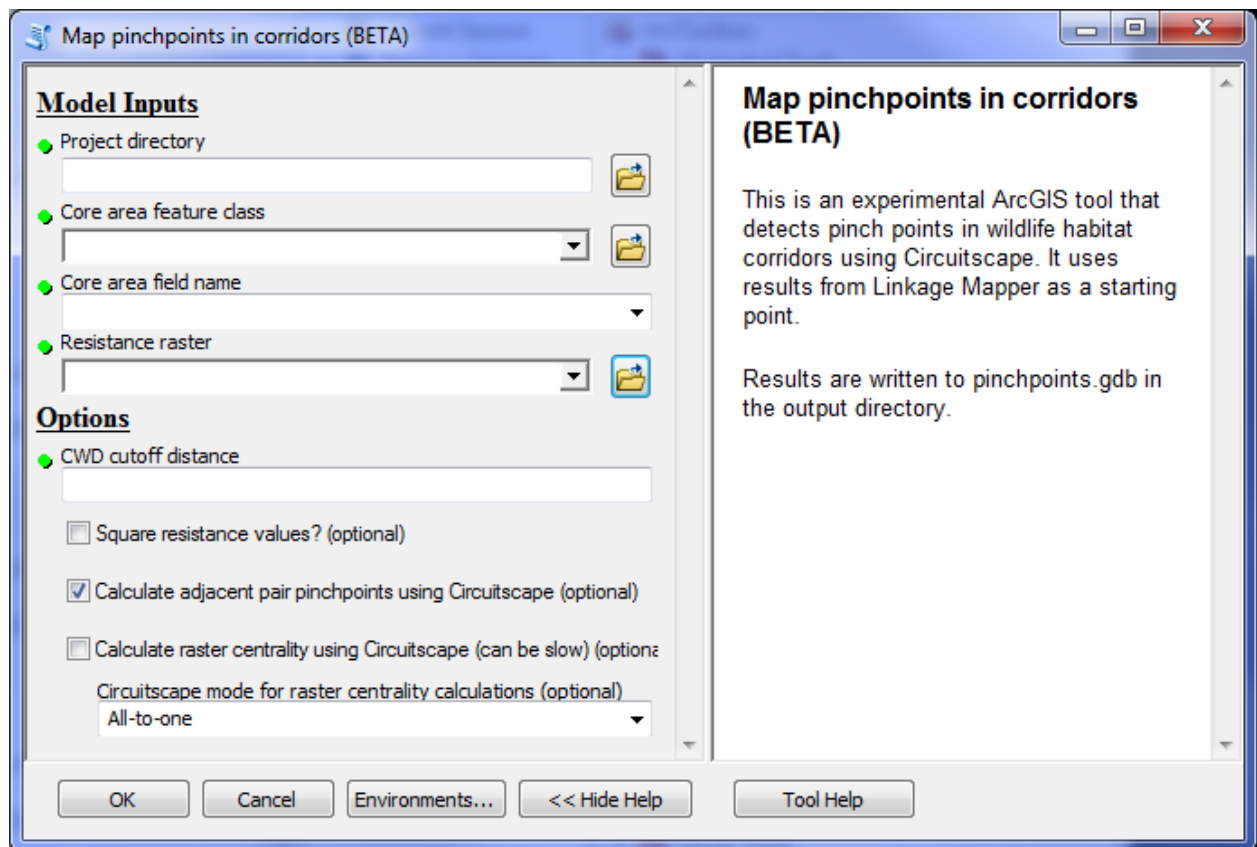 Map pinchpoints in corridors (BETA)
Model Inputs
Project directory
Core area feature class
Core area field name
Resistance raster
Options
CWD cutoff distance
Square resistance values? (optional)
Calculate adjacent pair pinchpoints using Circuitscape (optional)
Calculate raster centrality using Circuitscape (can be slow) (optiona
Circuitscape mode for raster centrality calculations (optional)
All-to-one
Map pinchpoints in corridors
(BETA)
This is an experimental ArcGIS tool that
detects pinch points in wildlife habitat
corridors using Circuitscape. It uses
results from Linkage Mapper as a starting
point.
Results are written to pinchpoints.gdb in
the output directory.
OK
Cancel
Environments...
<< Hide Help
Tool Help